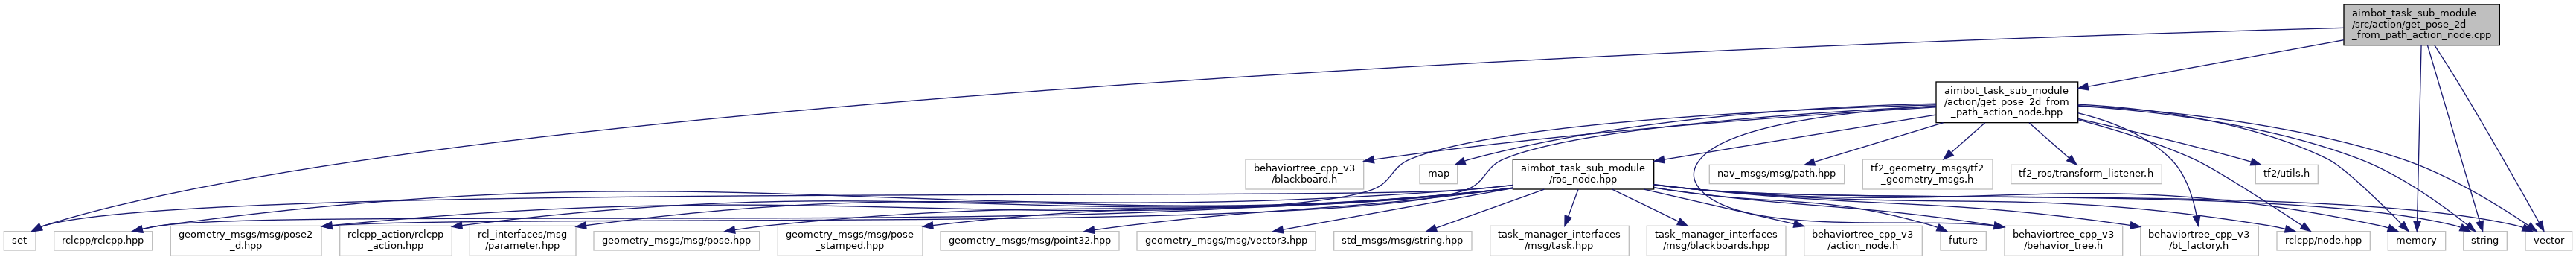 aimbot_task_sub_module
/src/action/get_pose_2d
_from_path_action_node.cpp
aimbot_task_sub_module
/action/get_pose_2d_from
_path_action_node.hpp
behaviortree_cpp_v3
/blackboard.h
map
aimbot_task_sub_module
/ros_node.hpp
nav_msgs/msg/path.hpp
tf2_geometry_msgs/tf2
_geometry_msgs.h
tf2_ros/transform_listener.h
tf2/utils.h
set
rclcpp/rclcpp.hpp
geometry_msgs/msg/pose2
_d.hpp
rclcpp_action/rclcpp
_action.hpp
rcl_interfaces/msg
/parameter.hpp
geometry_msgs/msg/pose.hpp
geometry_msgs/msg/pose
_stamped.hpp
geometry_msgs/msg/point32.hpp
geometry_msgs/msg/vector3.hpp
std_msgs/msg/string.hpp
task_manager_interfaces
/msg/task.hpp
task_manager_interfaces
/msg/blackboards.hpp
behaviortree_cpp_v3
/action_node.h
future
behaviortree_cpp_v3
/behavior_tree.h
behaviortree_cpp_v3
/bt_factory.h
rclcpp/node.hpp
memory
string
vector